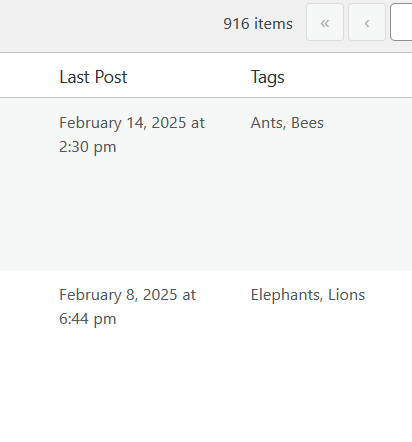 916 items « ‹
Last Post Tags
February 14, 2025 at Ants, Bees
2:30 pm
February 8, 2025 at Elephants, Lions
6:44 pm